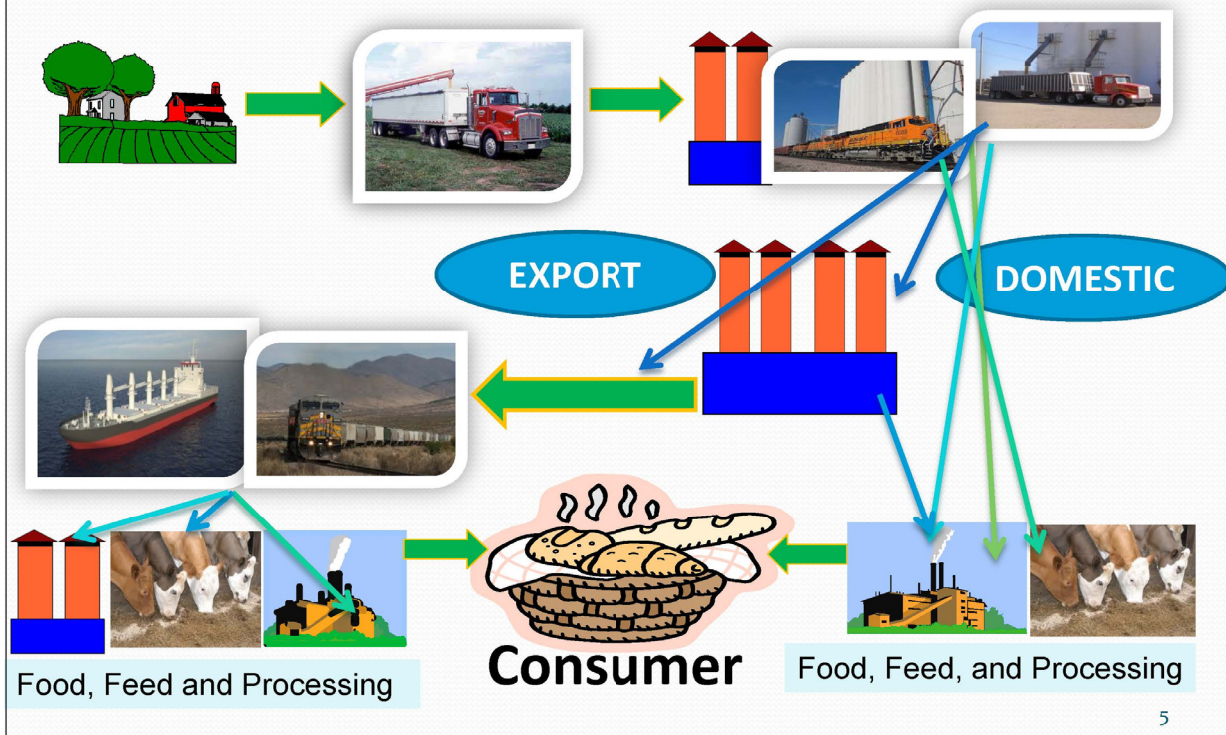 EXPORT
DOMESTIC
Consumer
Food, Feed and Processing
Food, Feed, and Processing
5